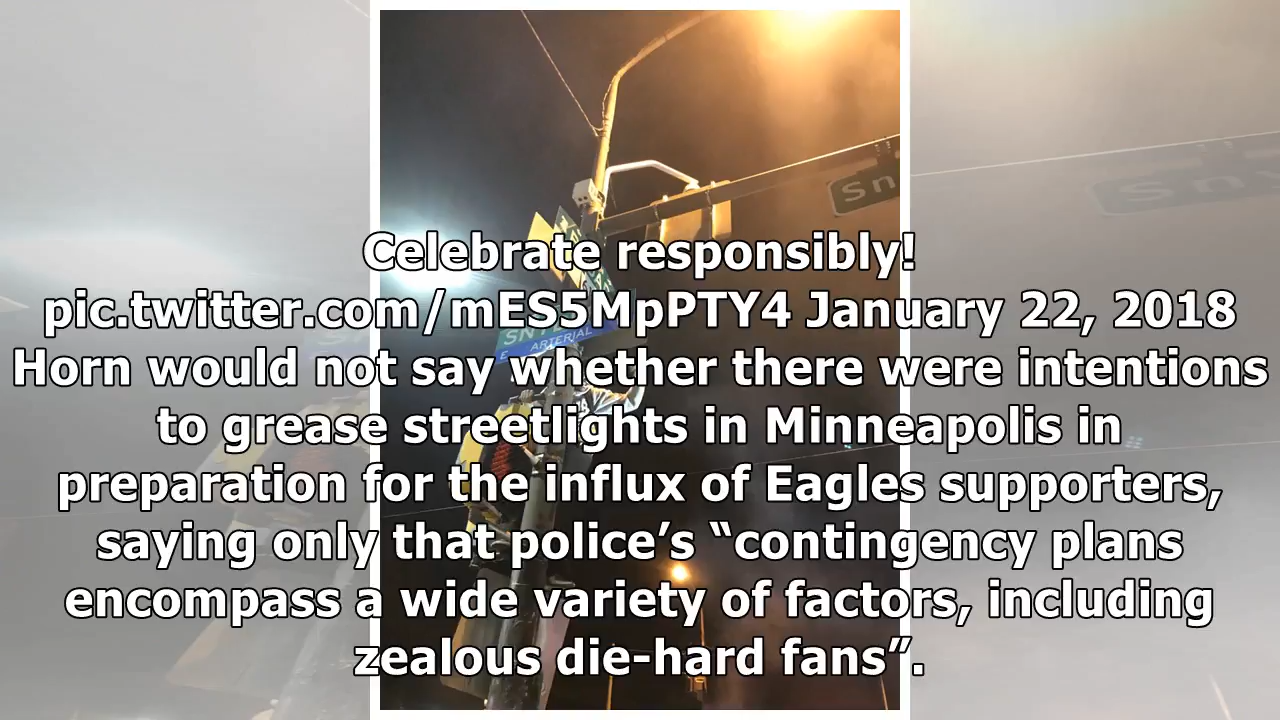 Sn
Celebrate responsibly!
pic.twitter.com/mES5MpPTY4 January 22, 2018
Horn would not say whether there were intentions
to grease streetlights in Minneapolis in
preparation for the influx of Eagles supporters,
saying only that police’s “contingency plans
encompass a wide variety of factors, including
zealous die-hard fans”.
E ARTERIAL